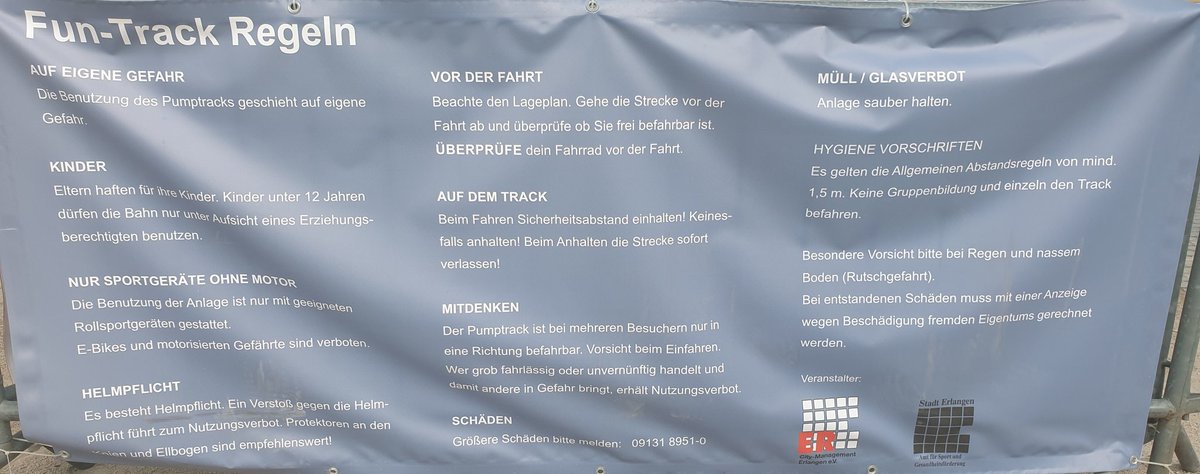 Fun-Track Regeln
AUF EIGENE GEFAHR
Die Benutzung des Pumptracks geschieht auf eigene
Gefahr.
KINDER
Eltern haften für ihre Kinder. Kinder unter 12 Jahren
dürfen die Bahn nur unter Aufsicht eines Erziehungs-
berechtigten benutzen.
NUR SPORTGERÄTE OHNE MOTOR
Die Benutzung der Anlage ist nur mit geeigneten
Rollsportgeräten gestattet.
E-Bikes und motorisierten Gefährte sind verboten.
HELMPFLICHT
Es besteht Helmpflicht. Ein Verstoß gegen die Helm-
pflicht führt zum Nutzungsverbot. Protektoren an den
Knien und Ellbogen sind empfehlenswert!
VOR DER FAHRT
Beachte den Lageplan. Gehe die Strecke vor der
Fahrt ab und überprüfe ob Sie frei befahrbar ist.
ÜBERPRÜFE dein Fahrrad vor der Fahrt.
AUF DEM TRACK
Beim Fahren Sicherheitsabstand einhalten! Keines-
falls anhalten! Beim Anhalten die Strecke sofort
verlassen!
MITDENKEN
Der Pumptrack ist bei mehreren Besuchern nur in
eine Richtung befahrbar. Vorsicht beim Einfahren.
Wer grob fahrlässig oder unvernünftig handelt und
damit andere in Gefahr bringt, erhält Nutzungsverbot.
SCHÄDEN
Größere Schäden bitte melden: 09131 8951-0
MÜLL / GLASVERBOT
Anlage sauber halten.
HYGIENE VORSCHRIFTEN
Es gelten die Allgemeinen Abstandsregeln von mind.
1,5 m. Keine Gruppenbildung und einzeln den Track
befahren.
Besondere Vorsicht bitte bei Regen und nassem
Boden (Rutschgefahrt).
Bei entstandenen Schäden muss mit einer Anzeige
wegen Beschädigung fremden Eigentums gerechnet
werden.
Veranstalter:
ER
City-Management
Erlangen e.V.
Stadt Erlangen
Amt für Sport und
Gesundheitsförderung